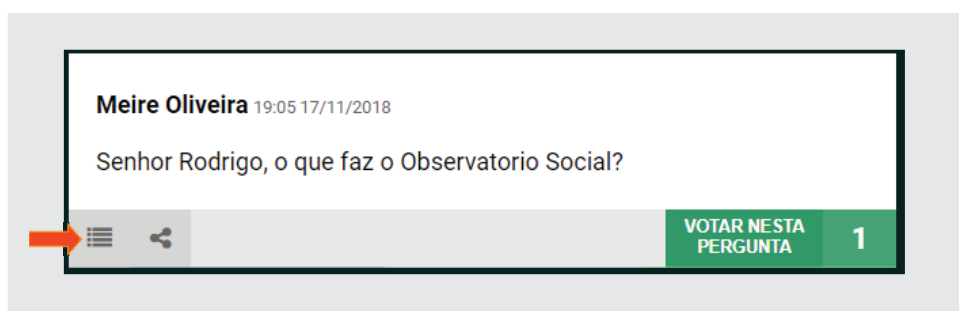 Meire Oliveira 19:05 17/11/2018
Senhor Rodrigo, o que faz o Observatorio Social?
VOTAR NESTA
PERGUNTA
1